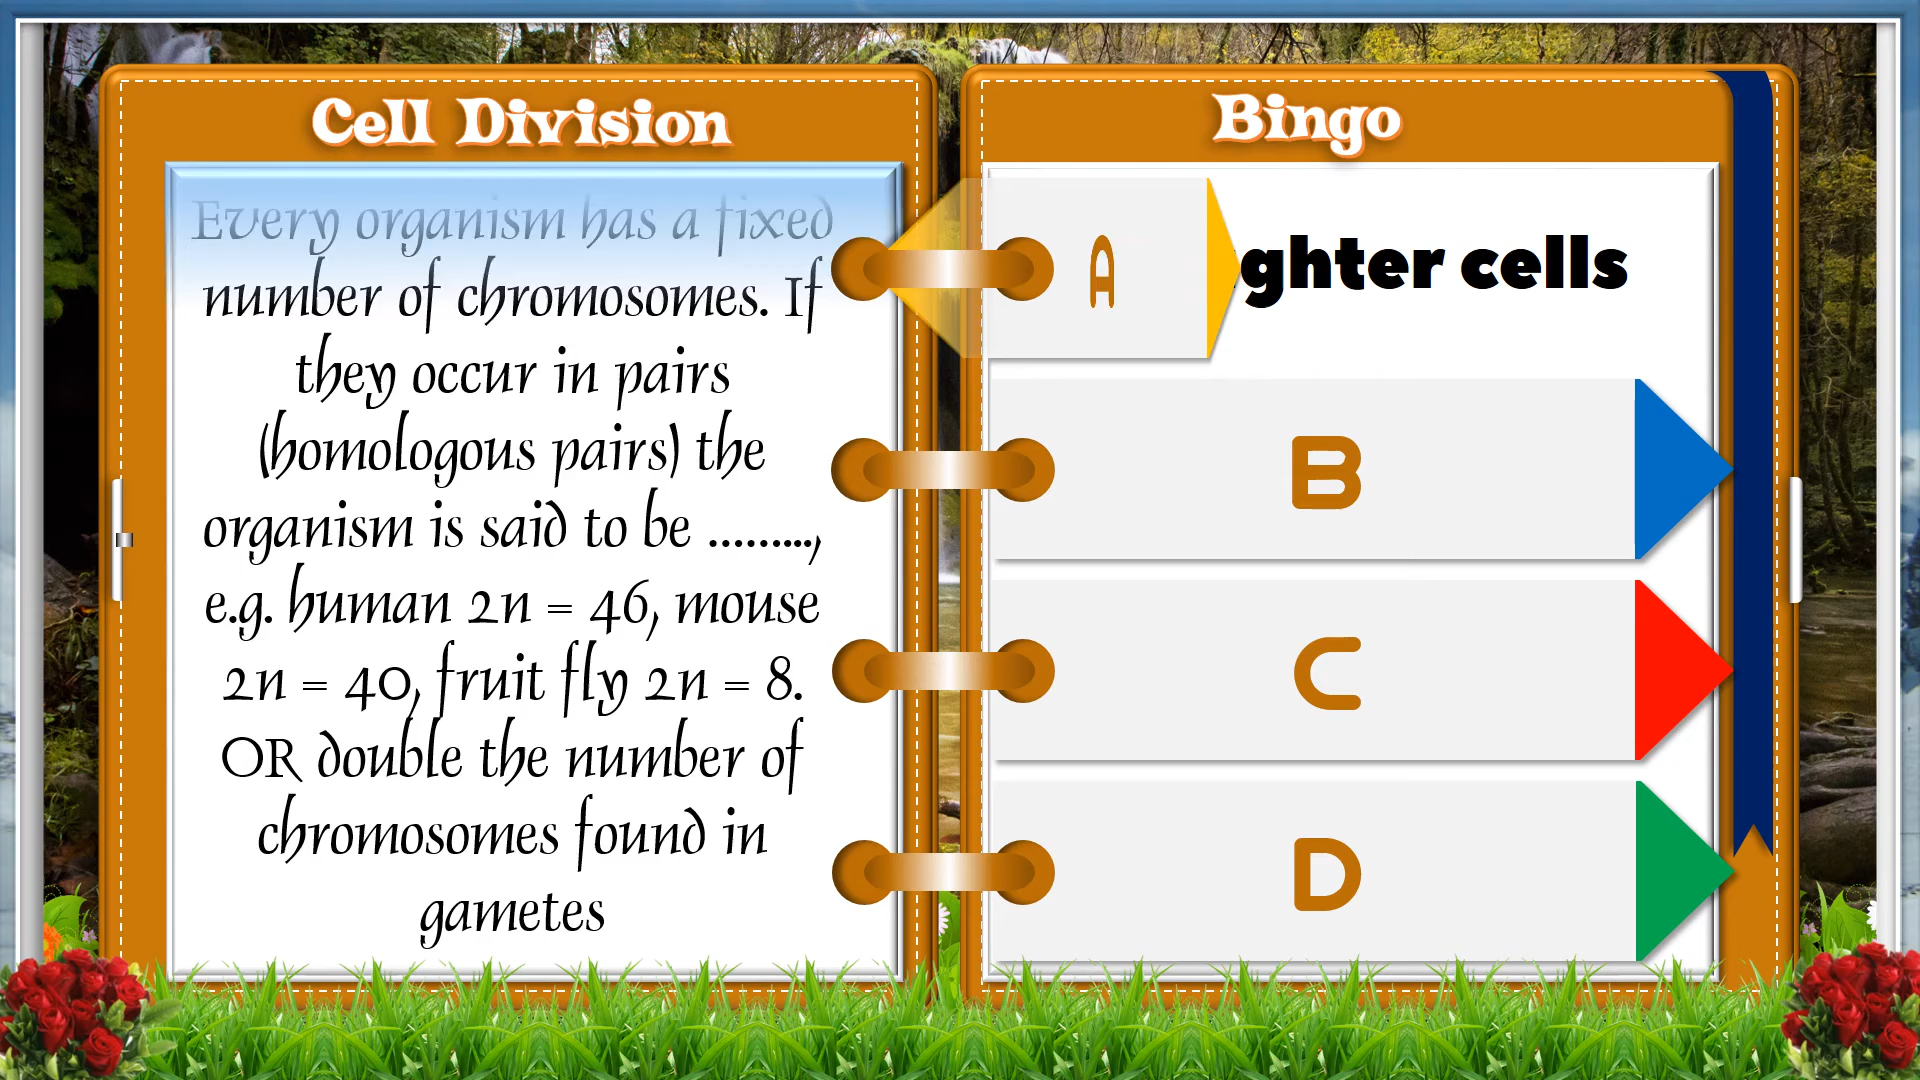 Cell Division
Every organism has a fixed
number of chromosomes. If
they occur in pairs
(homologous pairs) the
organism is said to be ………,
e.g. human 2n = 46, mouse
2n = 40, fruit fly 2n = 8.
OR double the number of
chromosomes found in
gametes
Bingo
A
ghter cells
B
C
D